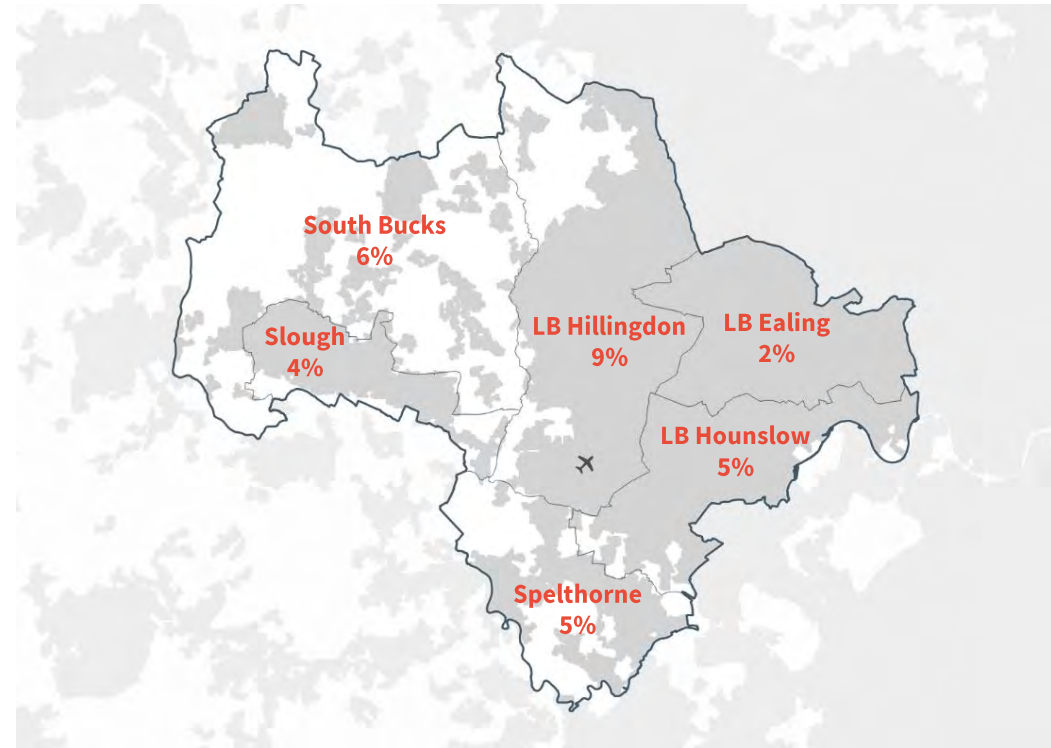 South Bucks
6%
LB Hillingdon
9%
LB Ealing
2%
Slough
4%
LB Hounslow
5%
Spelthorne
5%